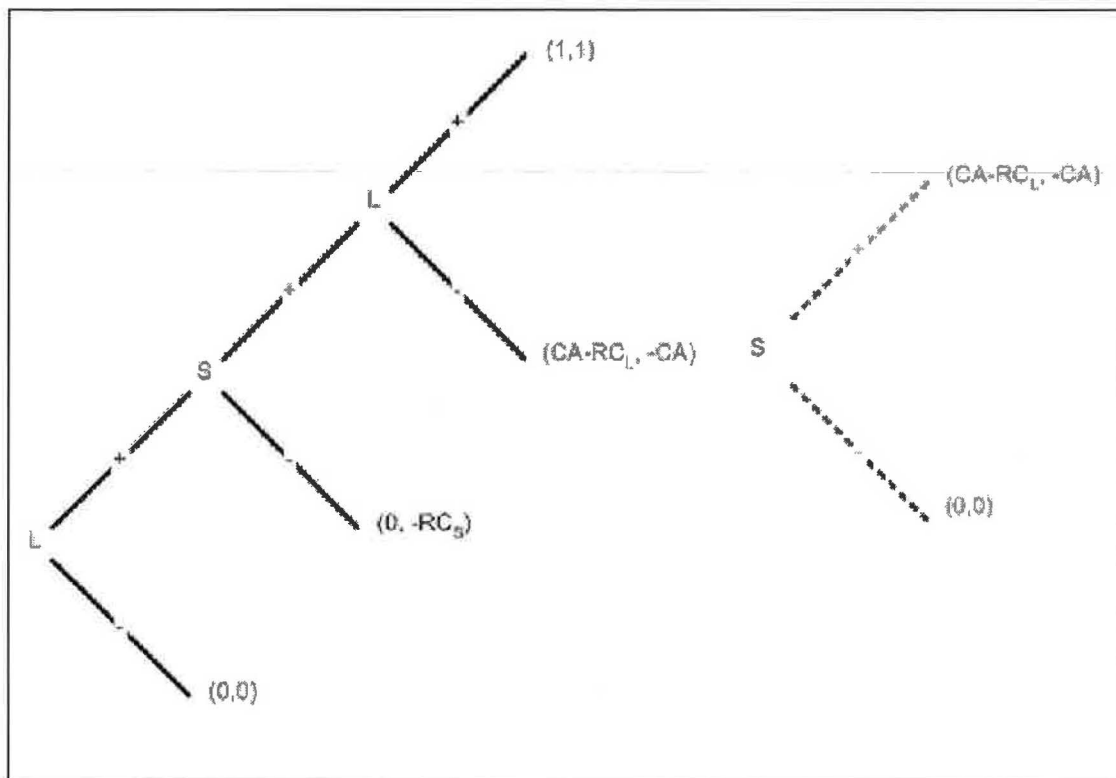 (1,1)
+
(CA-RC_L, -CA)
L
+
+
-
(CA-RC_L, -CA)
S
S
+
-
-
(0, -RC_S)
(0,0)
L
-
(0,0)